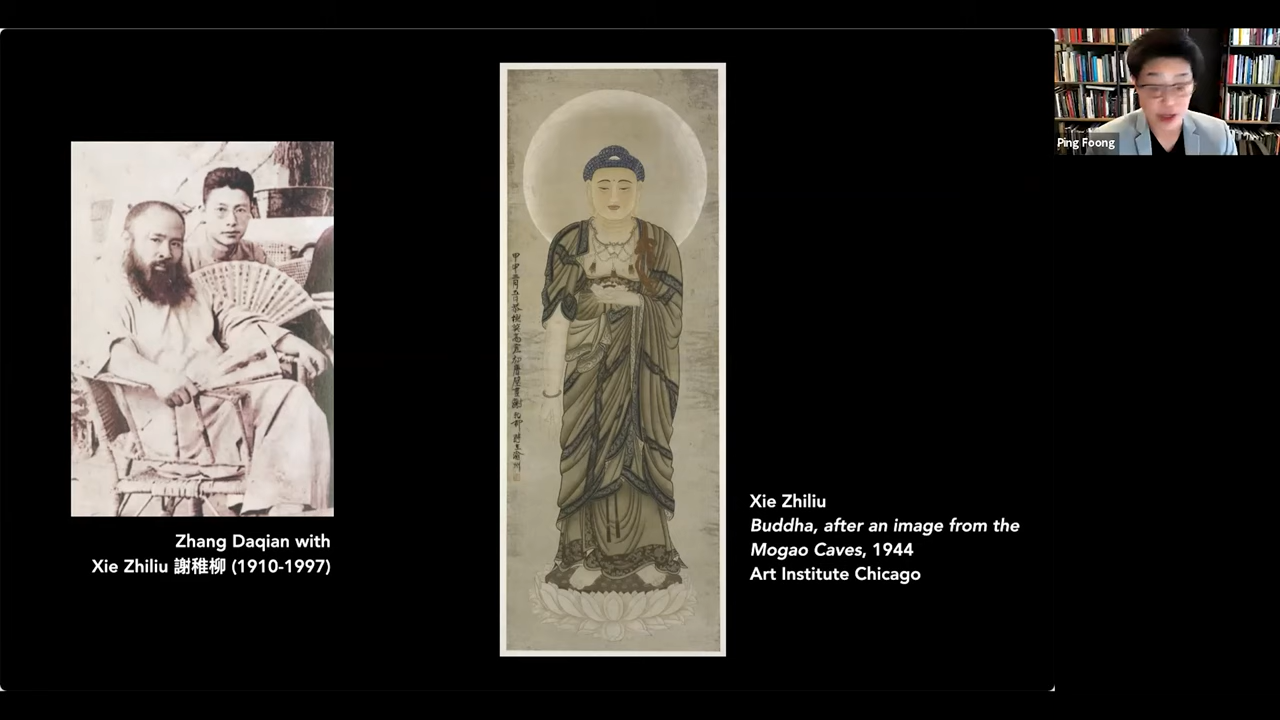 Ping Foong
Zhang Daqian with
Xie Zhiliu 謝稚柳 (1910-1997)
Xie Zhiliu
Buddha, after an image from the
Mogao Caves, 1944
Art Institute Chicago